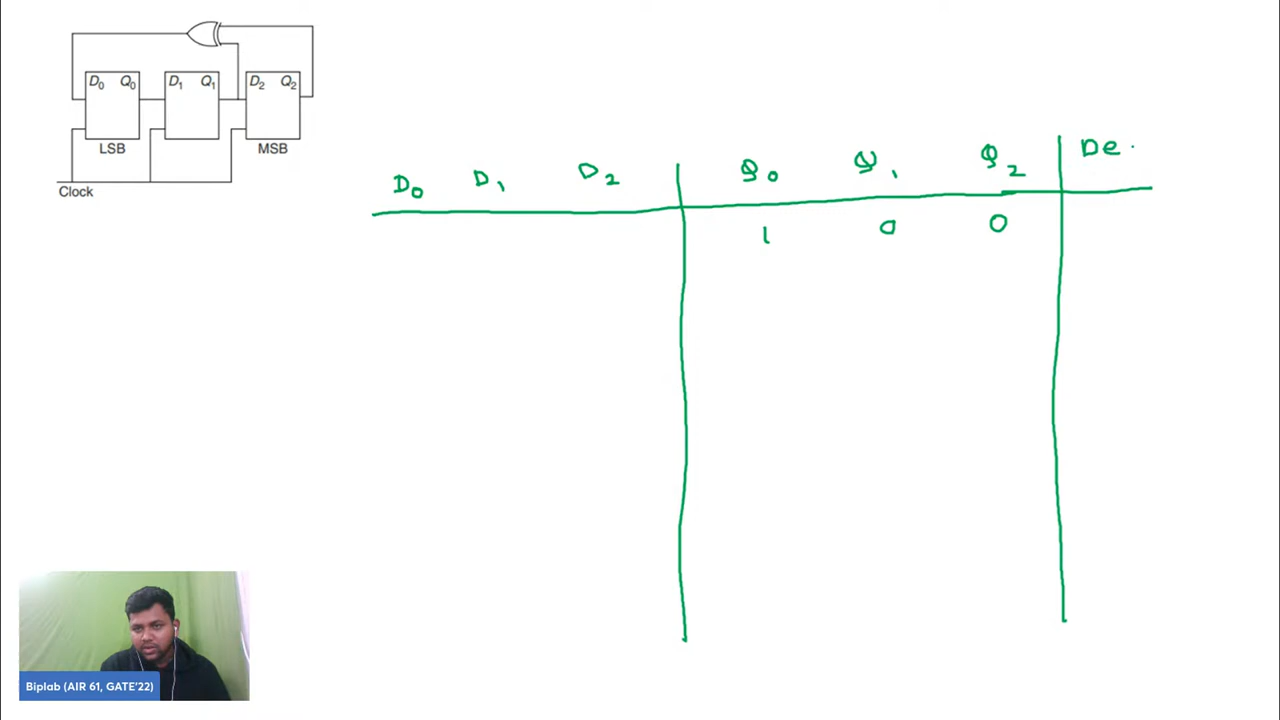 D₀ Q₀ D₁ Q₁ D₂ Q₂
LSB MSB
Clock
D₀ D₁ D₂ Q₀ Q₁ Q₂ De.
1 0 0
Biplab (AIR 61, GATE'22)